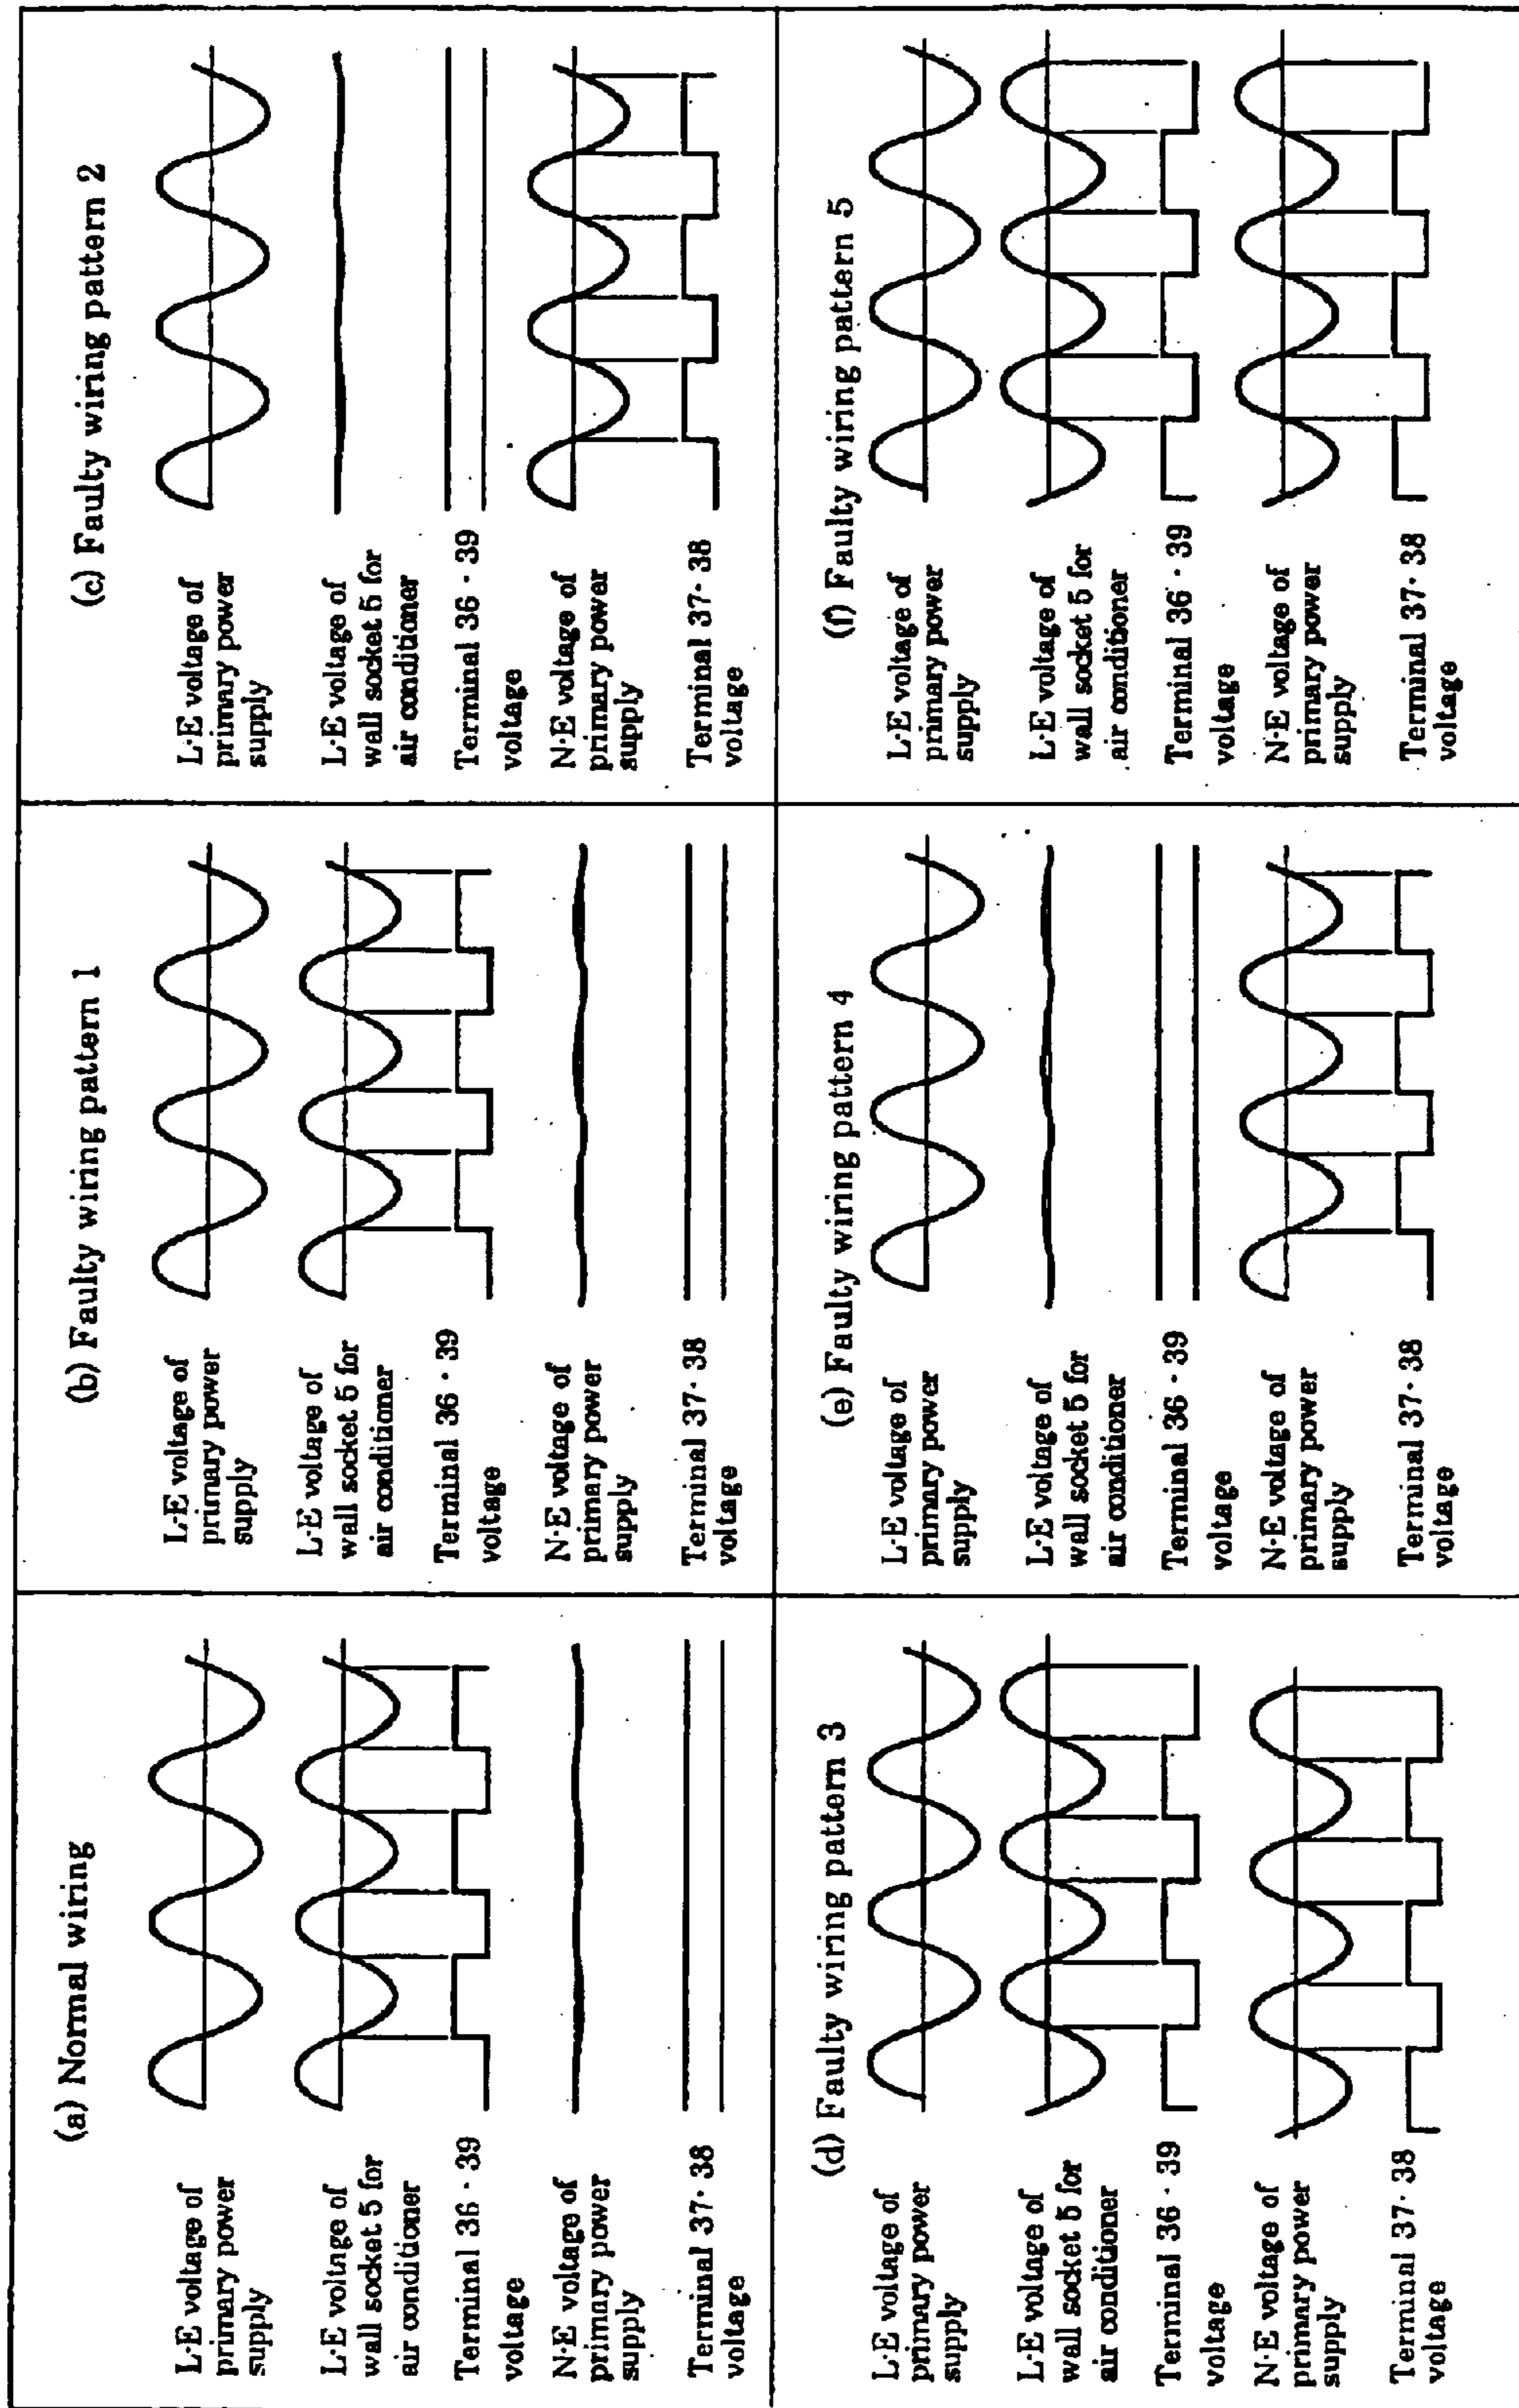 (a) Normal wiring
L·E voltage of
primary power
supply
L·E voltage of
wall socket 5 for
air conditioner
Terminal 36 · 39
voltage
N·E voltage of
primary power
supply
Terminal 37· 38
voltage
(b) Faulty wiring pattern 1
L·E voltage of
primary power
supply
L·E voltage of
wall socket 5 for
air conditioner
Terminal 36 · 39
voltage
N·E voltage of
primary power
supply
Terminal 37· 38
voltage
(c) Faulty wiring pattern 2
L·E voltage of
primary power
supply
L·E voltage of
wall socket 5 for
air conditioner
Terminal 36 · 39
voltage
N·E voltage of
primary power
supply
Terminal 37· 38
voltage
(d) Faulty wiring pattern 3
L·E voltage of
primary power
supply
L·E voltage of
wall socket 5 for
air conditioner
Terminal 36 · 39
voltage
N·E voltage of
primary power
supply
Terminal 37· 38
voltage
(e) Faulty wiring pattern 4
L·E voltage of
primary power
supply
L·E voltage of
wall socket 5 for
air conditioner
Terminal 36 · 39
voltage
N·E voltage of
primary power
supply
Terminal 37· 38
voltage
(f) Faulty wiring pattern 5
L·E voltage of
primary power
supply
L·E voltage of
wall socket 5 for
air conditioner
Terminal 36 · 39
voltage
N·E voltage of
primary power
supply
Terminal 37· 38
voltage